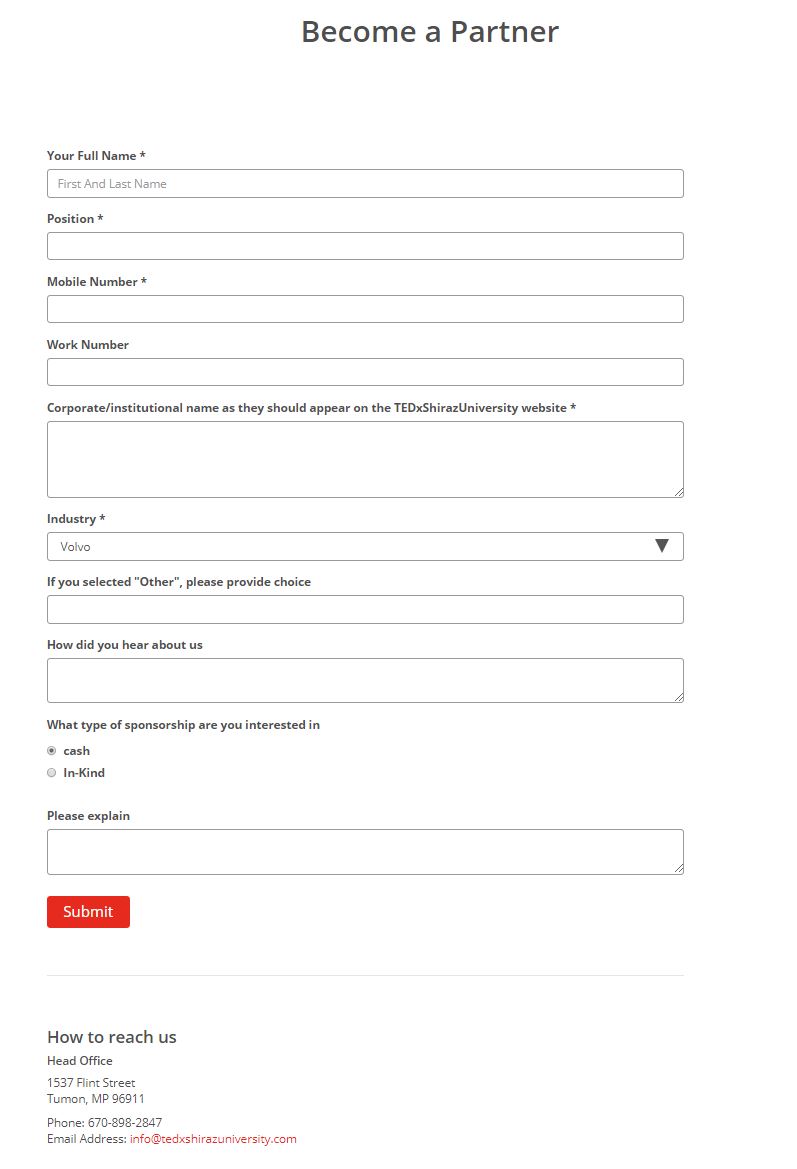 Become a Partner
Your Full Name *
First And Last Name
Position *
Mobile Number *
Work Number
Corporate/institutional name as they should appear on the TEDxShirazUniversity website *
Industry *
Volvo
If you selected "Other", please provide choice
How did you hear about us
What type of sponsorship are you interested in
cash
In-Kind
Please explain
Submit
How to reach us
Head Office
1537 Flint Street
Tumon, MP 96911
Phone: 670-898-2847
Email Address: info@tedxshirazuniversity.com